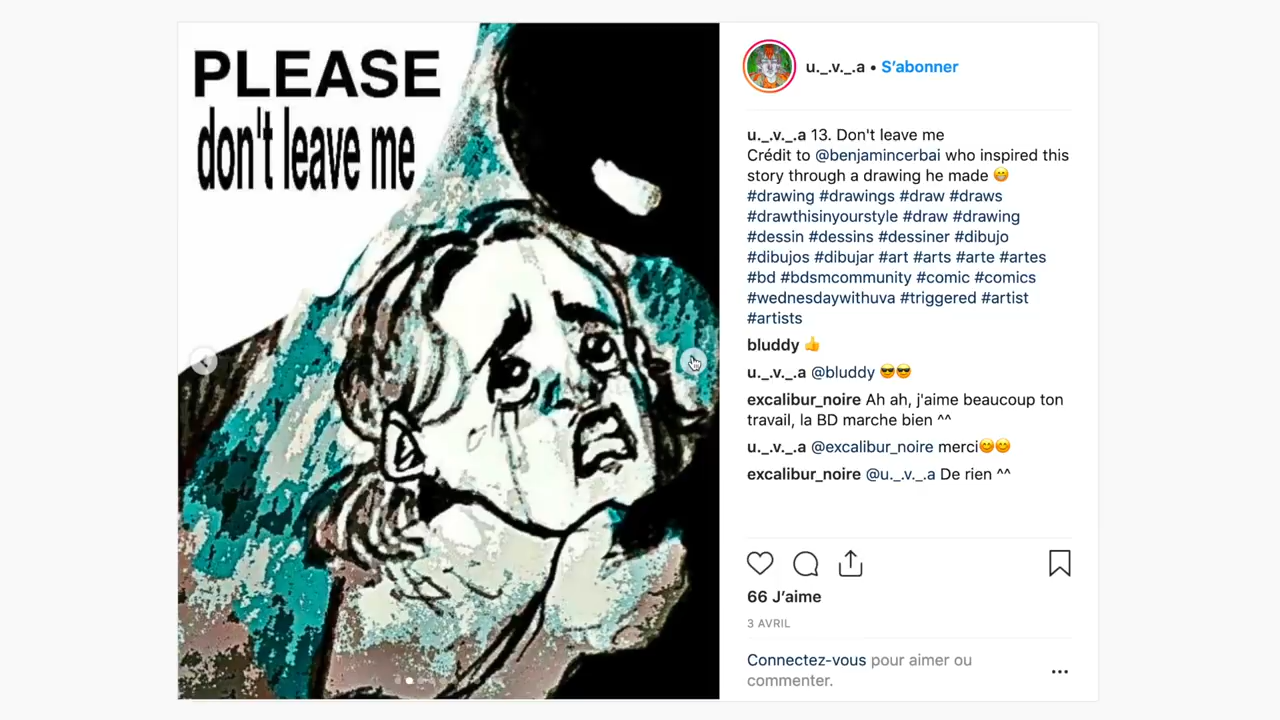 PLEASE
don't leave me
u._.v._.a • S'abonner
u._.v._.a 13. Don't leave me
Crédit to @benjamincerbai who inspired this
story through a drawing he made 😁
#drawing #drawings #draw #draws
#drawthisinyourstyle #draw #drawing
#dessin #dessins #dessiner #dibujo
#dibujos #dibujar #art #arts #arte #artes
#bd #bdsmcommunity #comic #comics
#wednesdaywithuva #triggered #artist
#artists
bluddy 👍
u._.v._.a @bluddy 😎😎
excalibur_noire Ah ah, j'aime beaucoup ton
travail, la BD marche bien ^^
u._.v._.a @excalibur_noire merci😊😊
excalibur_noire @u._.v._.a De rien ^^
66 J'aime
3 AVRIL
Connectez-vous pour aimer ou
commenter.